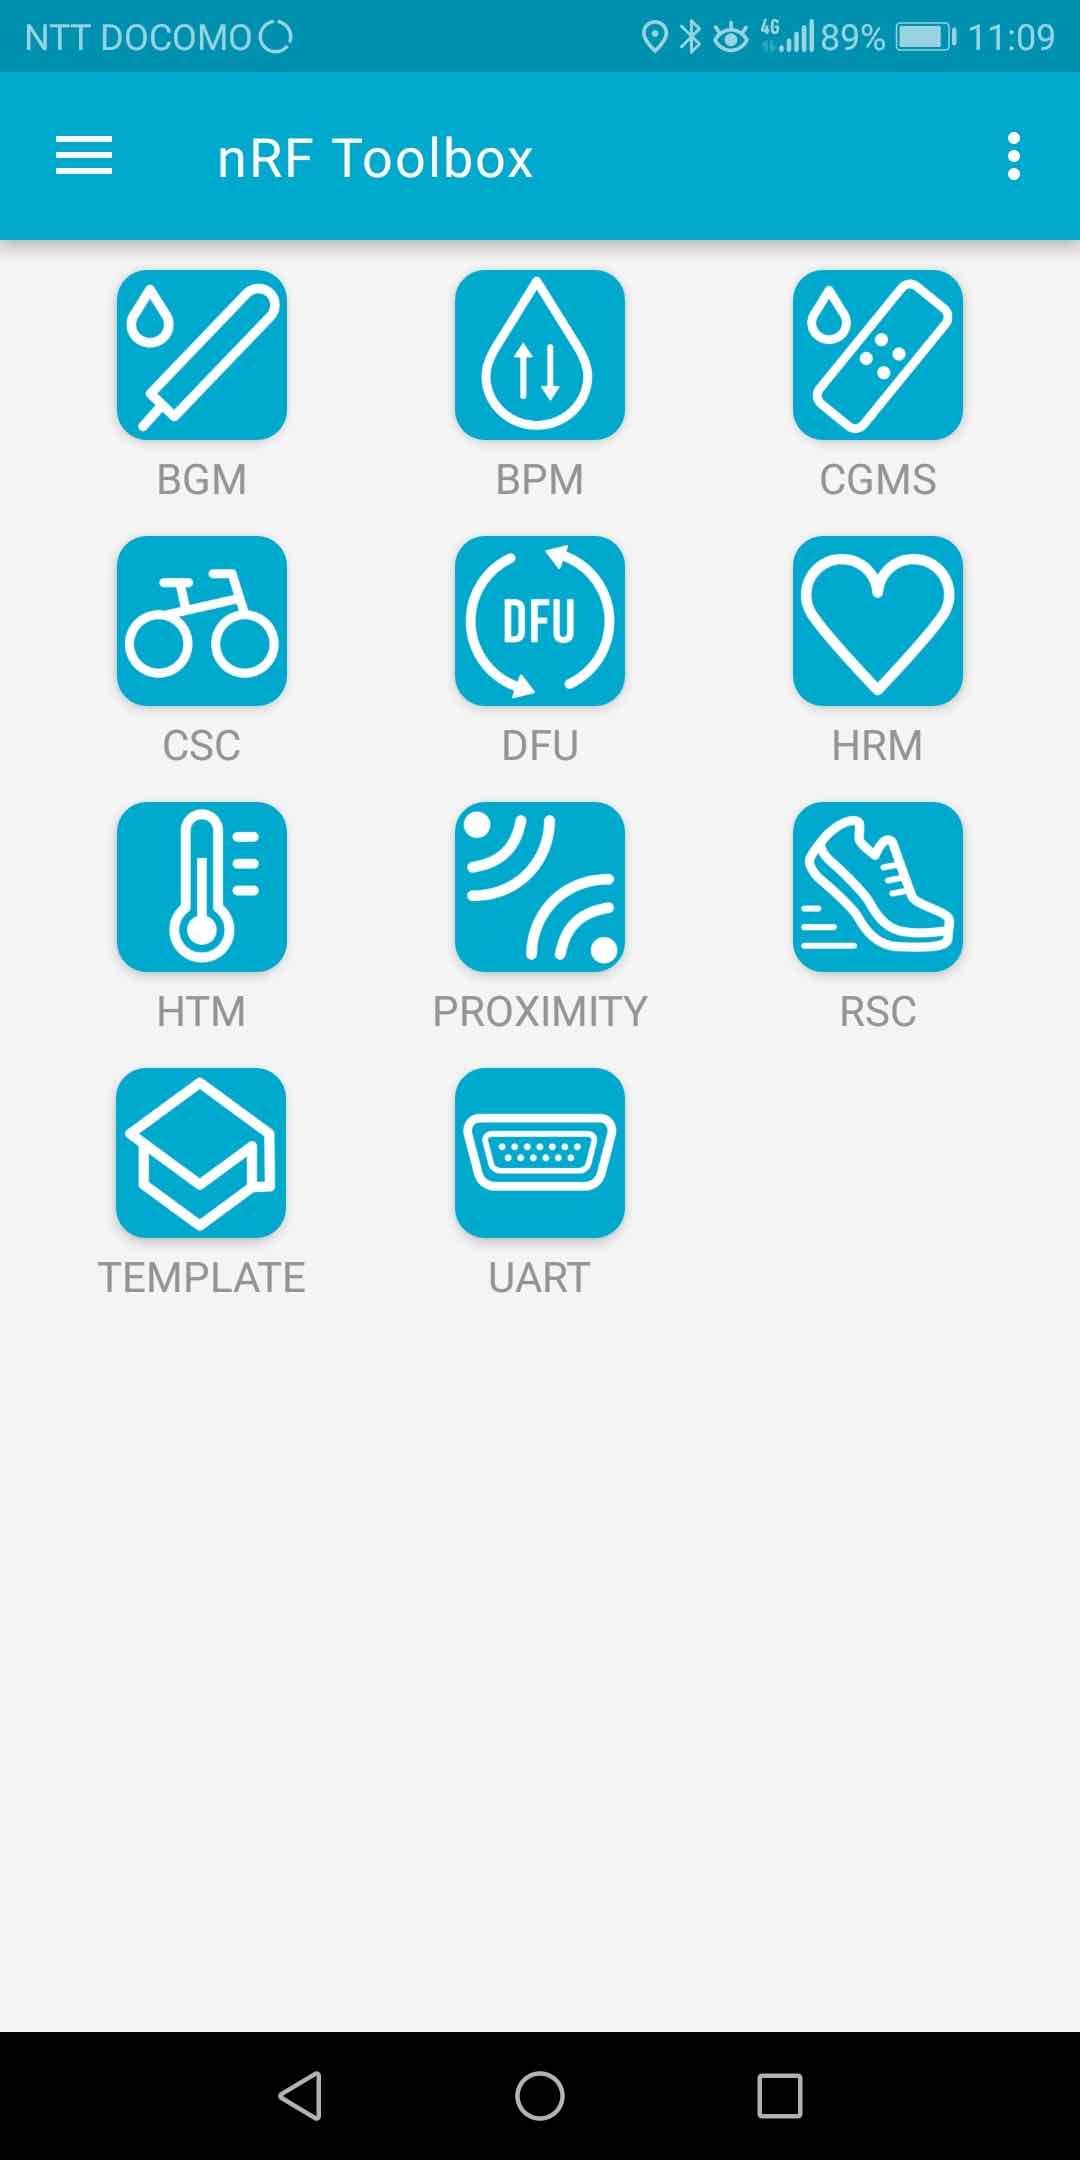 NTT DOCOMO 4G 89% 11:09
nRF Toolbox
BGM BPM CGMS
DFU
CSC DFU HRM
HTM PROXIMITY RSC
TEMPLATE UART